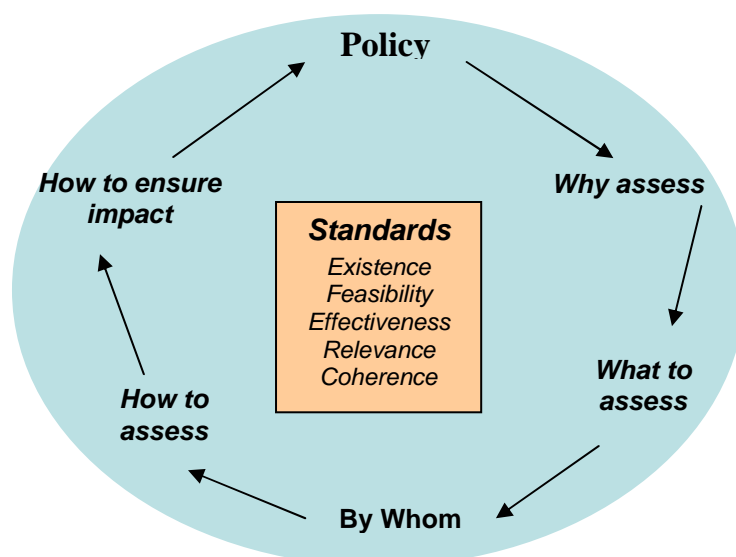 Policy
Why assess
What to
assess
By Whom
How to
assess
How to ensure
impact
Standards
Existence
Feasibility
Effectiveness
Relevance
Coherence